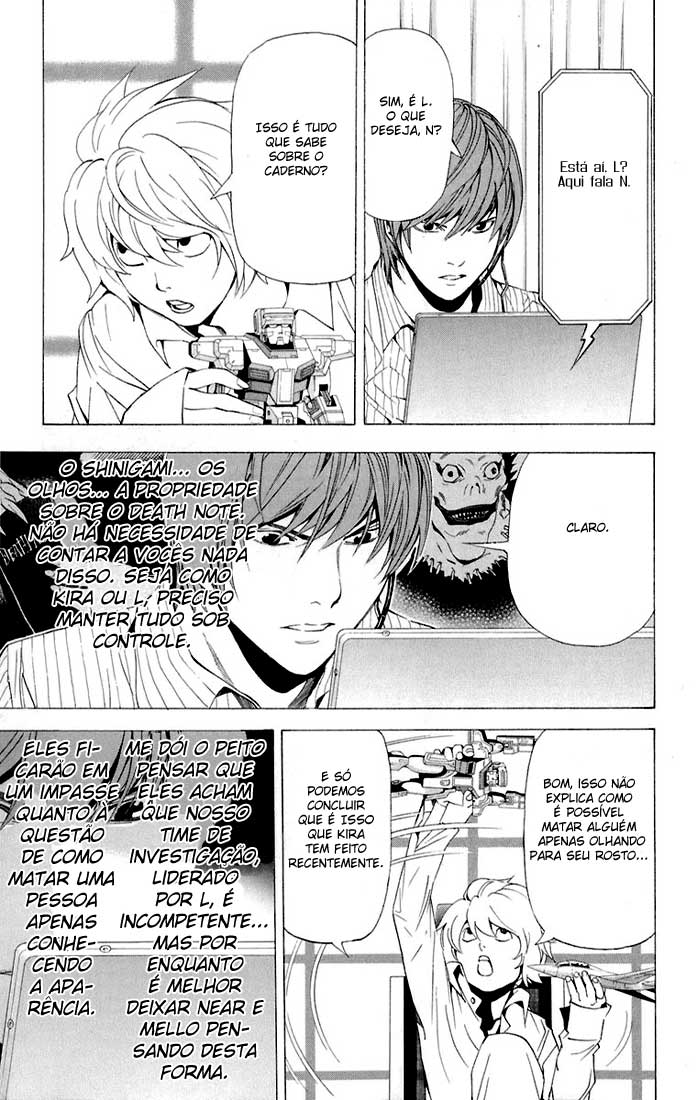 Está aí, L?
Aqui fala N.
SIM, É L.
O QUE
DESEJA, N?
ISSO É TUDO
QUE SABE
SOBRE O
CADERNO?
CLARO.
O SHINIGAMI... OS
OLHOS... A PROPRIEDADE
SOBRE O DEATH NOTE.
NÃO HÁ NECESSIDADE DE
CONTAR A VOCES NADA
DISSO. SEJA COMO
KIRA OU L, PRECISO
MANTER TUDO SOB
CONTROLE.
BOM, ISSO NÃO
EXPLICA COMO
É POSSÍVEL
MATAR ALGUÉM
APENAS OLHANDO
PARA SEU ROSTO...
E SÓ
PODEMOS
CONCLUIR
QUE É ISSO
QUE KIRA
TEM FEITO
RECENTEMENTE.
ME DÓI O PEITO
PENSAR QUE
ELES ACHAM
QUE NOSSO
TIME DE
INVESTIGAÇÃO,
LIDERADO
POR L, É
INCOMPETENTE...
MAS POR
ENQUANTO
É MELHOR
DEIXAR NEAR E
MELLO PEN-
SANDO DESTA
FORMA.
ELES FI-
CARÃO EM
UM IMPASSE
QUANTO À
QUESTÃO
DE COMO
MATAR UMA
PESSOA
APENAS
CONHE-
CENDO
A APA-
RÊNCIA.